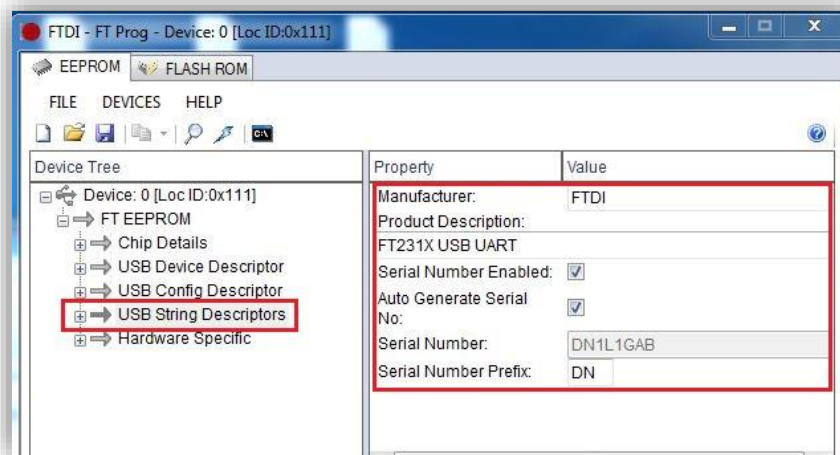 FTDI - FT Prog - Device: 0 [Loc ID:0x111]
EEPROM FLASH ROM
FILE DEVICES HELP
C:\
Device Tree
Device: 0 [Loc ID:0x111]
FT EEPROM
Chip Details
USB Device Descriptor
USB Config Descriptor
USB String Descriptors
Hardware Specific
Property Value
Manufacturer: FTDI
Product Description:
FT231X USB UART
Serial Number Enabled:
Auto Generate Serial
No:
Serial Number: DN1L1GAB
Serial Number Prefix: DN